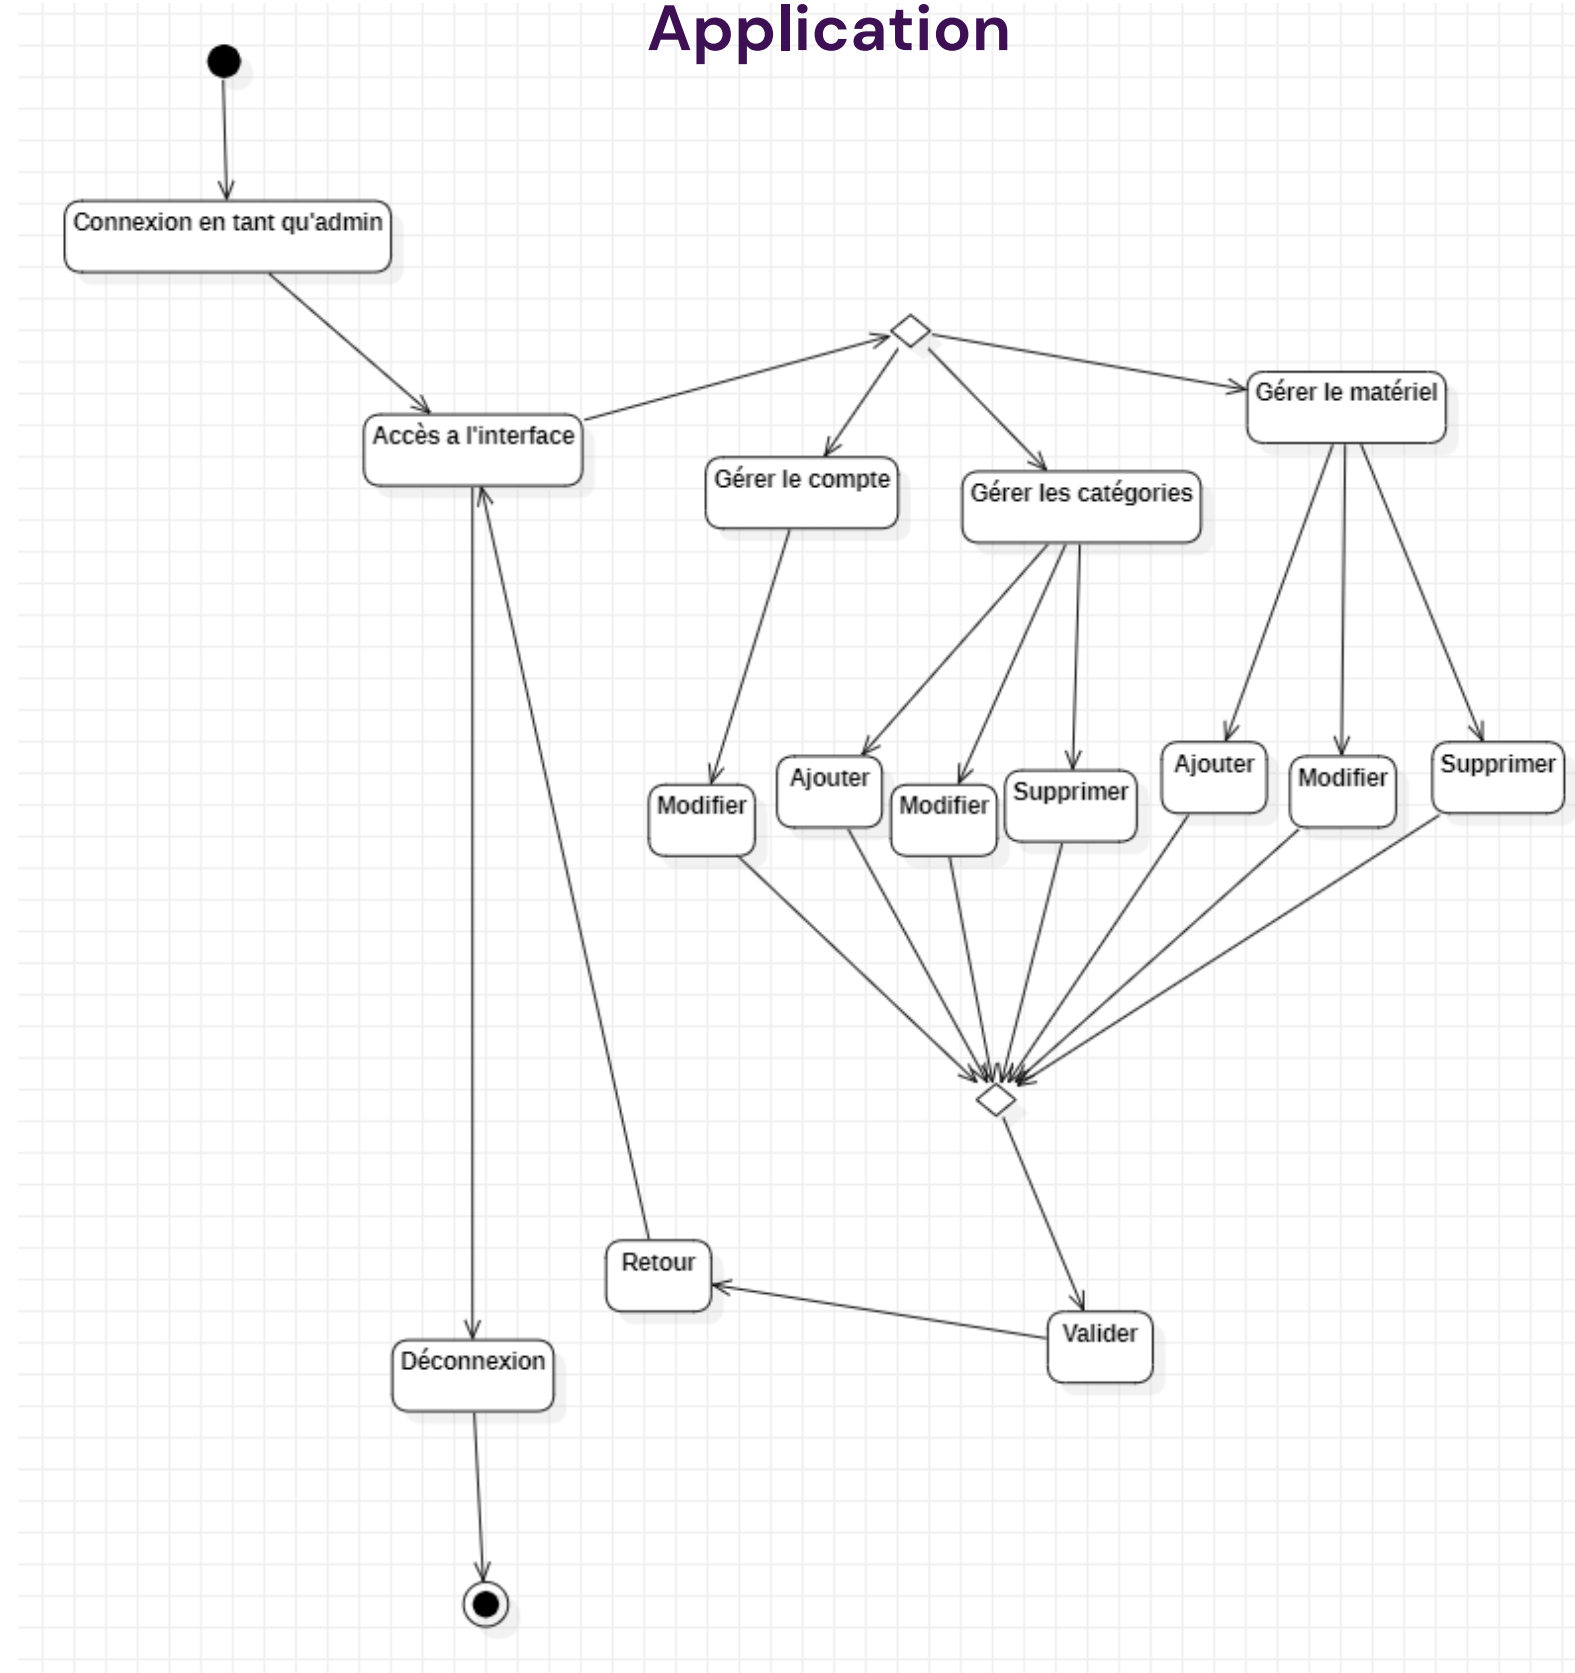 Application
Connexion en tant qu'admin
Gérer le matériel
Accès a l'interface
Gérer le compte
Gérer les catégories
Ajouter
Modifier
Supprimer
Modifier
Ajouter
Modifier
Supprimer
Retour
Valider
Déconnexion